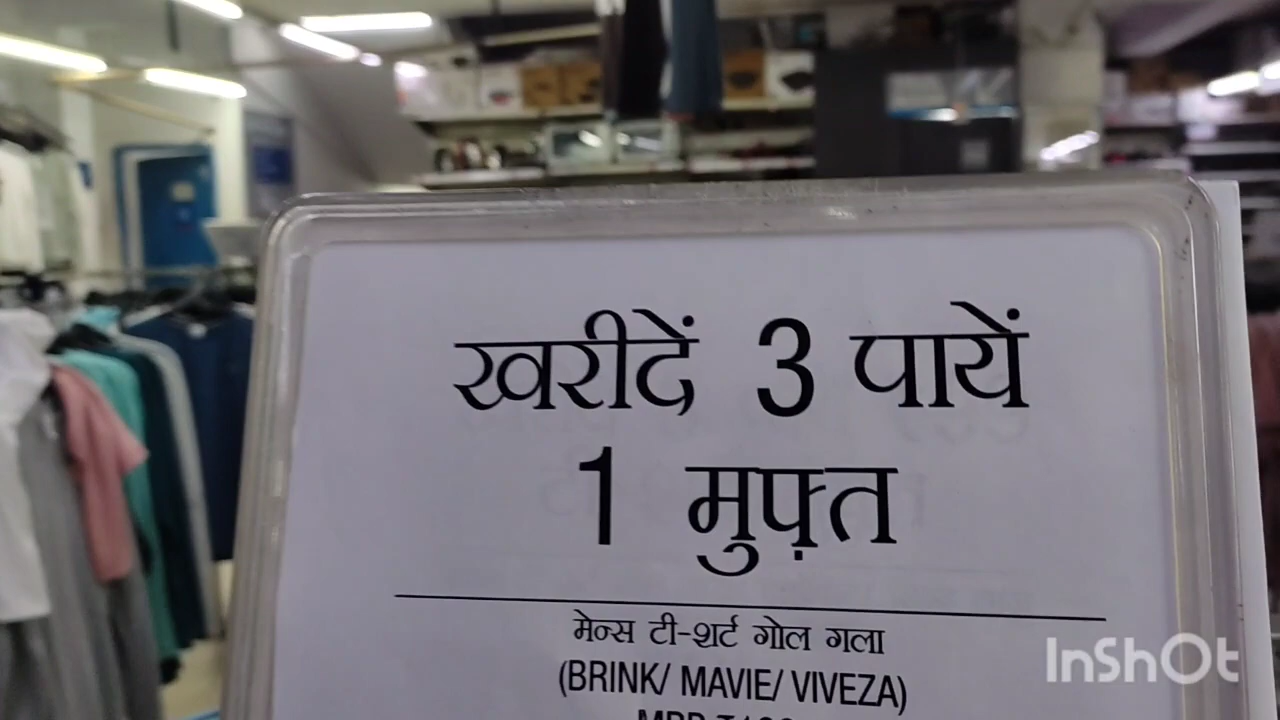 खरीदें 3 पायें
1 मुफ़्त
मेन्स टी-शर्ट गोल गला
(BRINK/ MAVIE/ VIVEZA)
InShOt